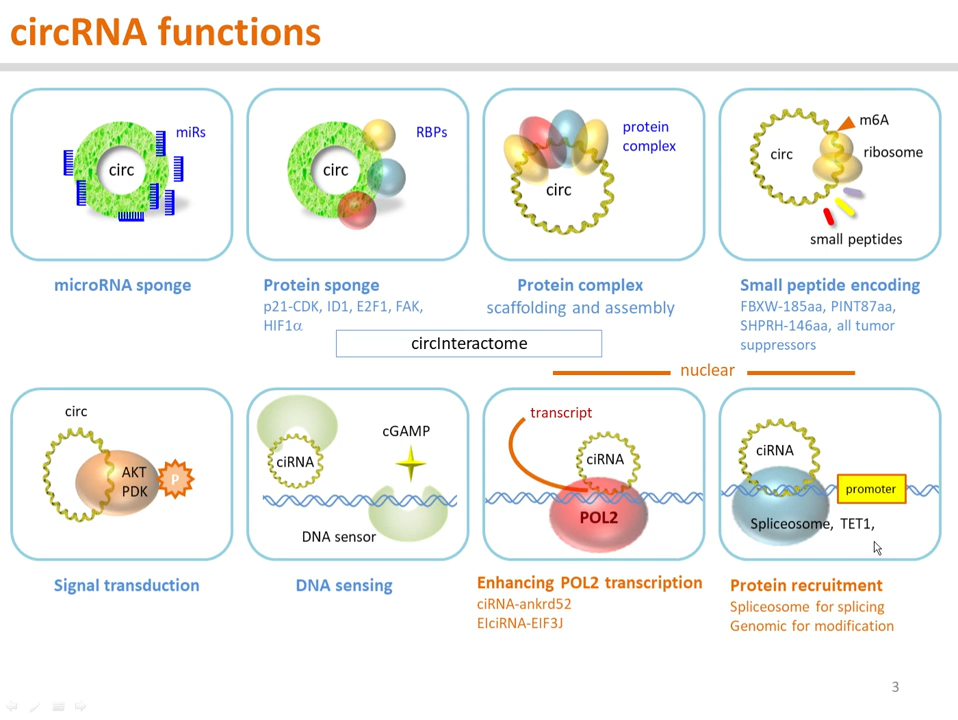 circRNA functions
miRs
circ
microRNA sponge
RBPs
circ
Protein sponge
p21-CDK, ID1, E2F1, FAK,
HIF1α
protein
complex
circ
Protein complex
scaffolding and assembly
m6A
circ
ribosome
small peptides
Small peptide encoding
FBXW-185aa, PINT87aa,
SHPRH-146aa, all tumor
suppressors
circInteractome
nuclear
circ
AKT
PDK
P
Signal transduction
cGAMP
ciRNA
DNA sensor
DNA sensing
transcript
ciRNA
POL2
Enhancing POL2 transcription
ciRNA-ankrd52
EIciRNA-EIF3J
ciRNA
promoter
Spliceosome, TET1,
Protein recruitment
Spliceosome for splicing
Genomic for modification
3